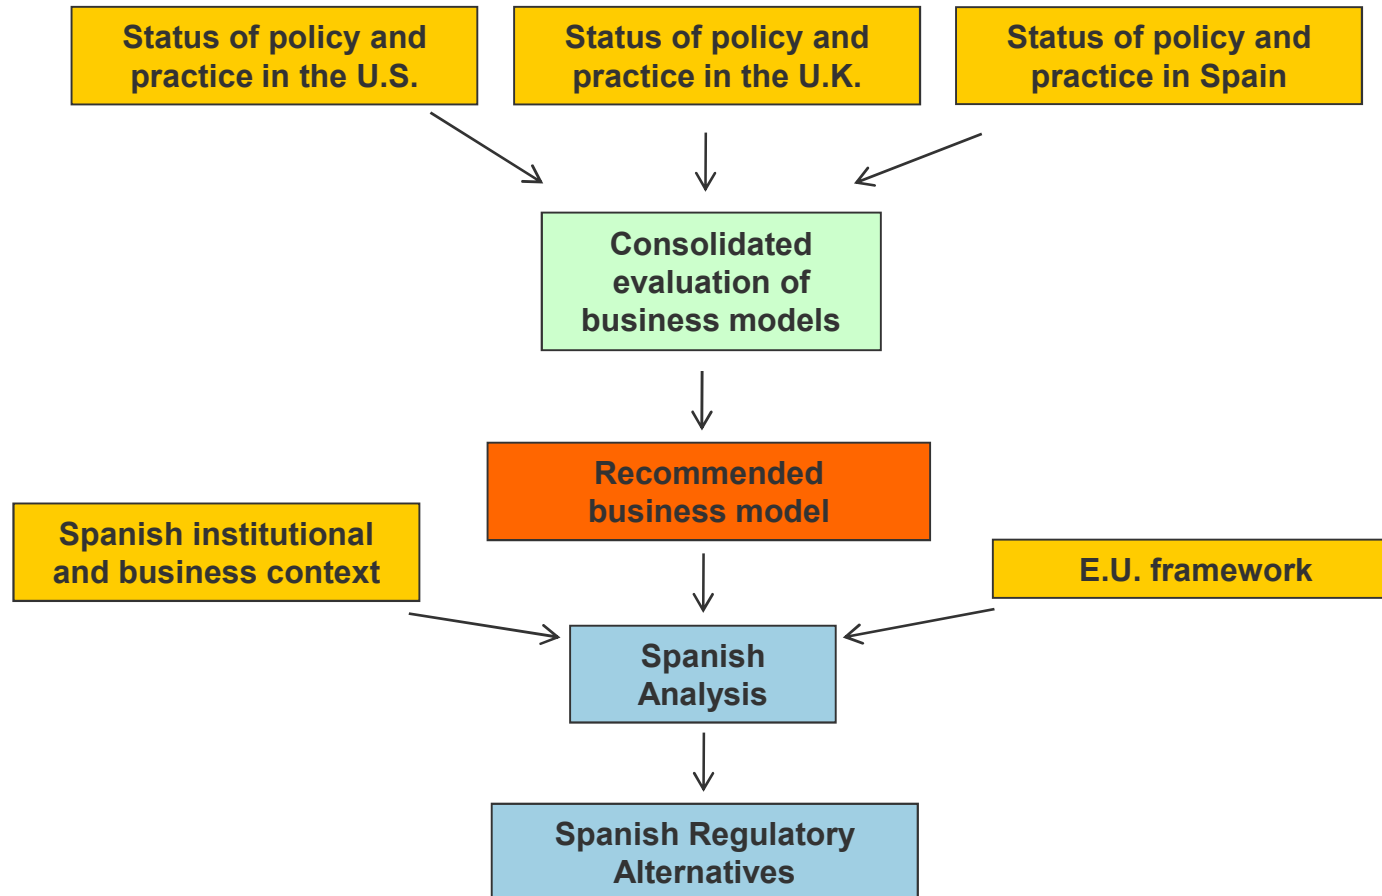 Status of policy and
practice in the U.S.
Status of policy and
practice in the U.K.
Status of policy and
practice in Spain
Consolidated
evaluation of
business models
Recommended
business model
Spanish institutional
and business context
E.U. framework
Spanish
Analysis
Spanish Regulatory
Alternatives